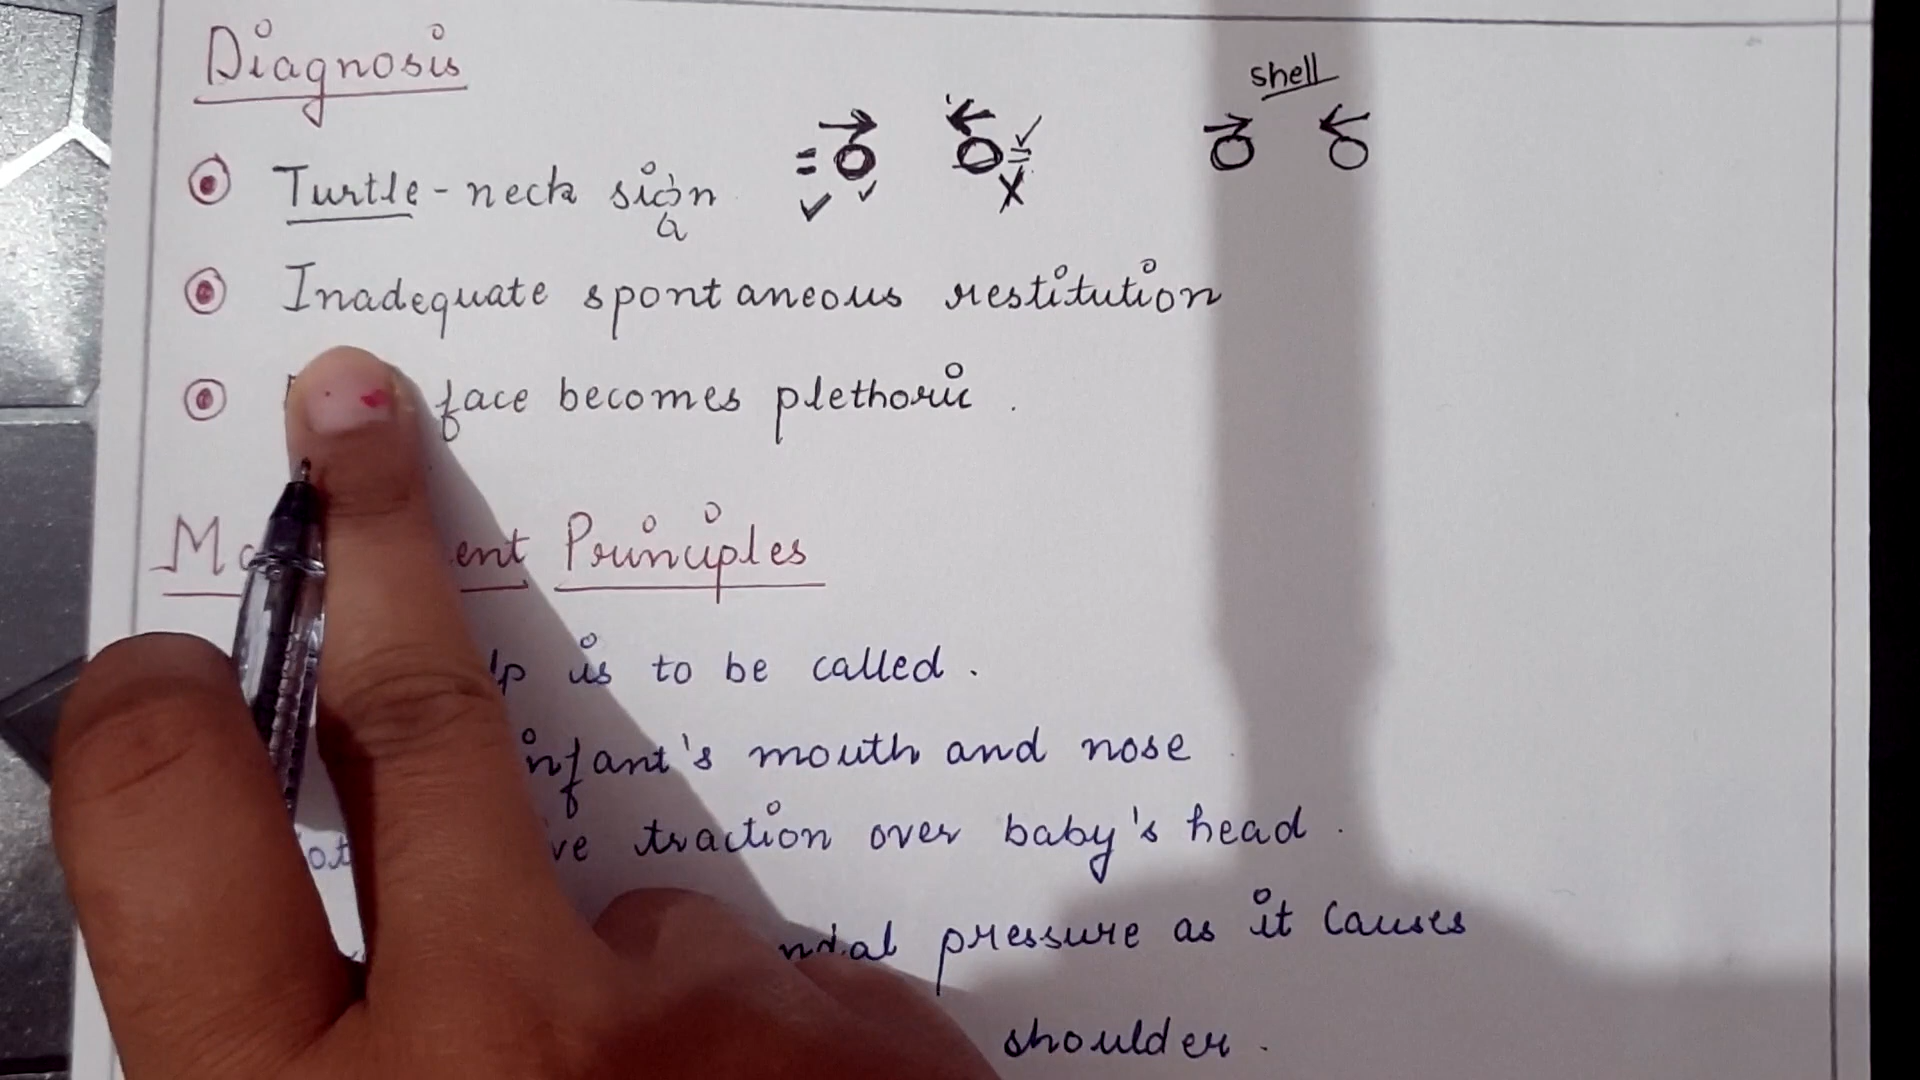 Diagnosis
shell
Turtle-neck sign
Inadequate spontaneous restitution
face becomes plethoric.
Principles
is to be called.
mouth and nose
traction over baby's head.
pressure as it causes
shoulder.